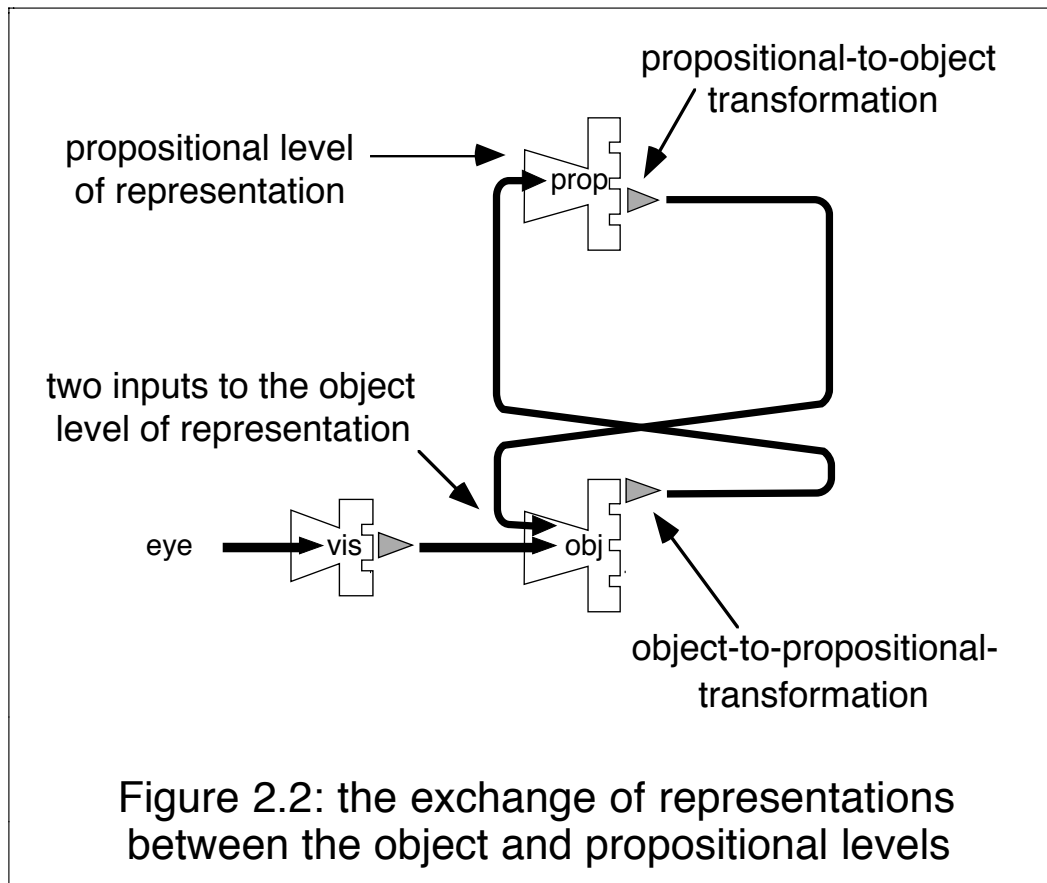 propositional-to-object
transformation
propositional level
of representation
prop
two inputs to the object
level of representation
eye
vis
obj
object-to-propositional-
transformation
Figure 2.2: the exchange of representations
between the object and propositional levels